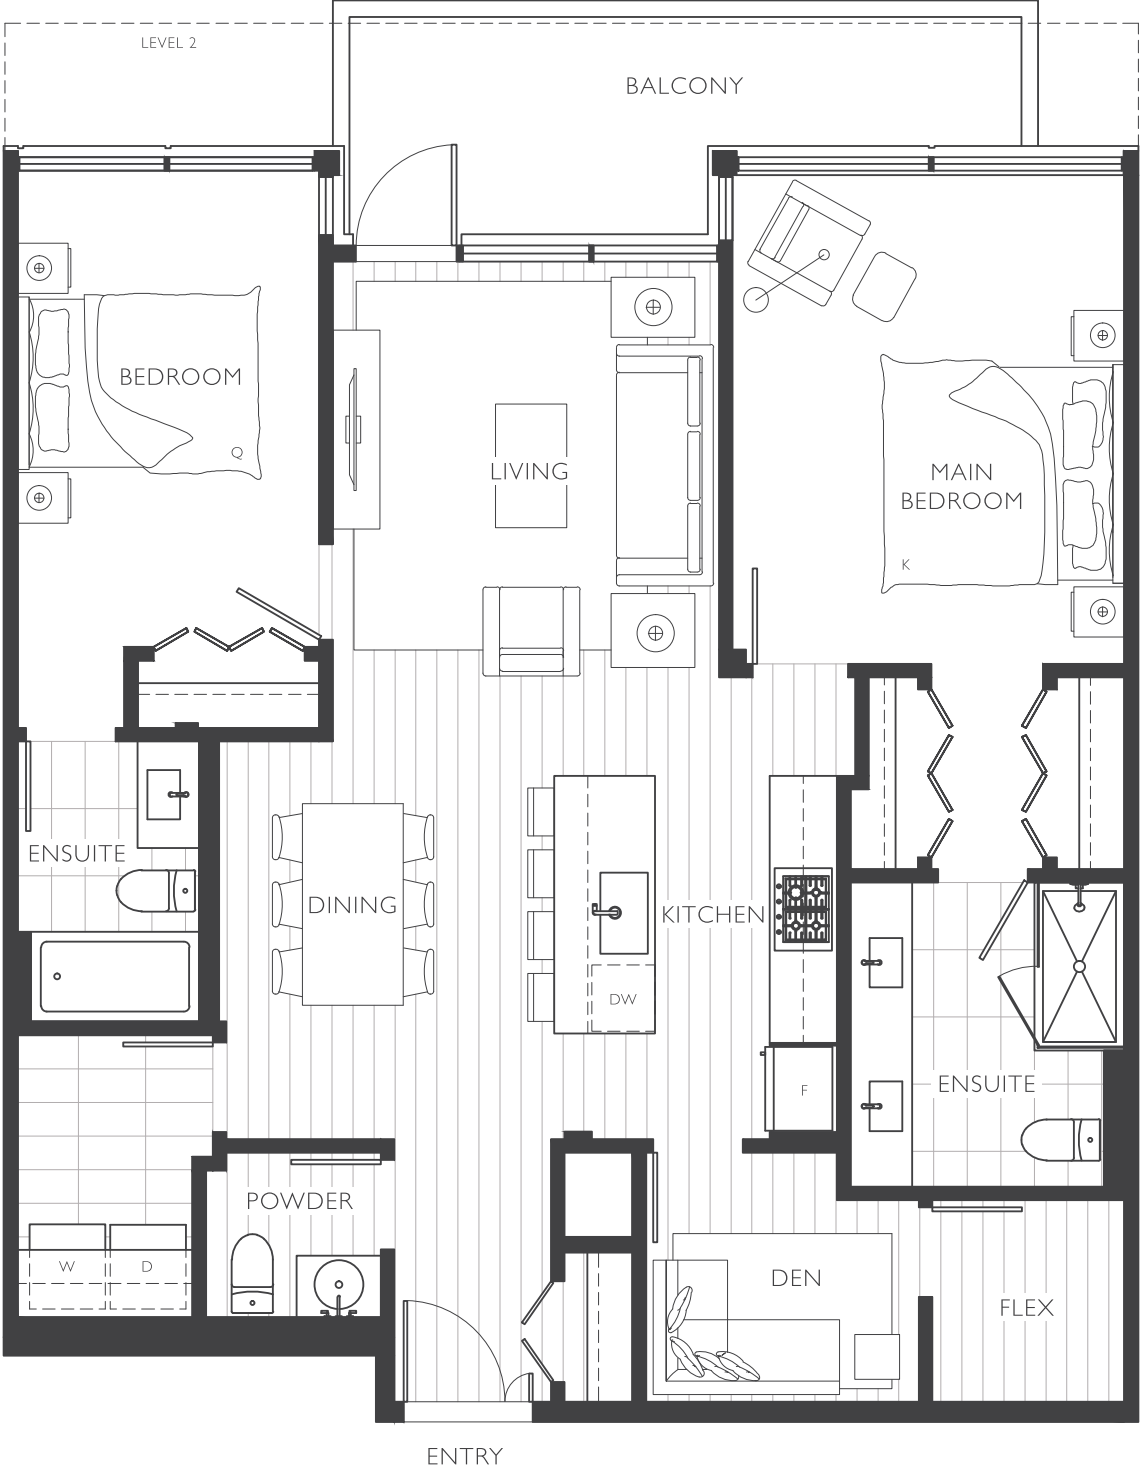 LEVEL 2
BALCONY
BEDROOM
Q
LIVING
MAIN
BEDROOM
K
ENSUITE
DINING
KITCHEN
DW
F
ENSUITE
POWDER
W
D
DEN
FLEX
ENTRY